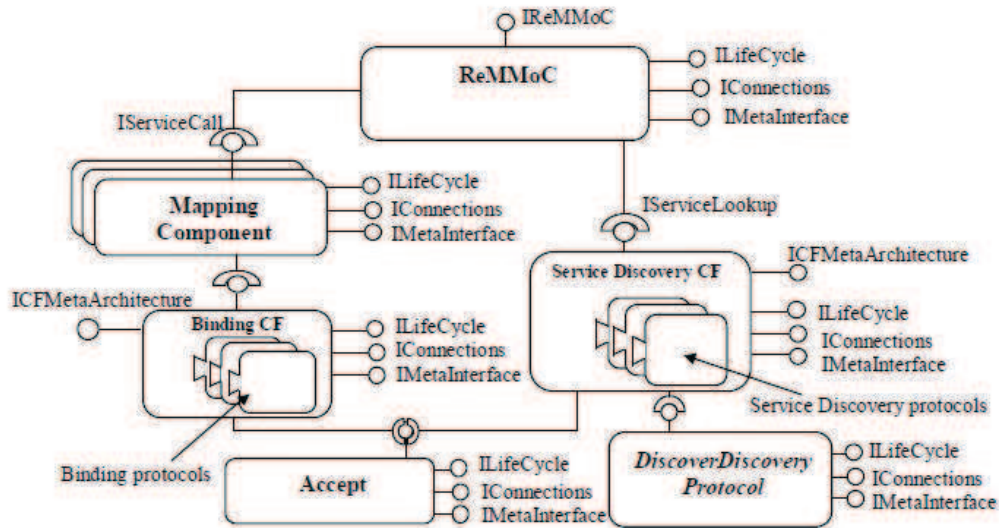 IReMMoC
ReMMoC
ILifeCycle
IConnections
IMetaInterface
IServiceCall
Mapping
Component
ILifeCycle
IConnections
IMetaInterface
IServiceLookup
Service Discovery CF
ICFMetaArchitecture
ILifeCycle
IConnections
IMetaInterface
Service Discovery protocols
ICFMetaArchitecture
Binding CF
ILifeCycle
IConnections
IMetaInterface
Binding protocols
Accept
ILifeCycle
IConnections
IMetaInterface
DiscoverDiscovery
Protocol
ILifeCycle
IConnections
IMetaInterface